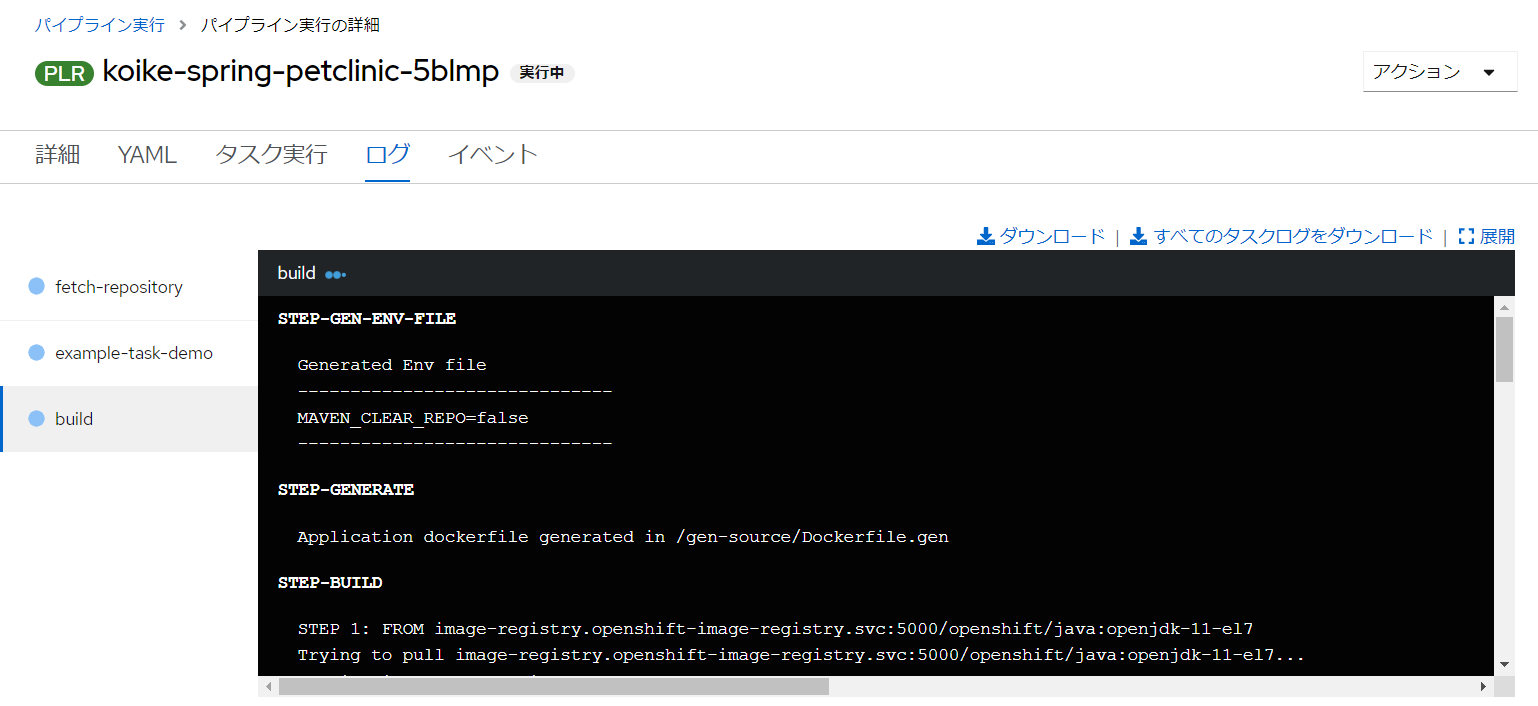 パイプライン実行 > パイプライン実行の詳細
PLR koike-spring-petclinic-5blmp 実行中
アクション
詳細 YAML タスク実行 ログ イベント
ダウンロード | すべてのタスクログをダウンロード | 展開
fetch-repository
example-task-demo
build
build
STEP-GEN-ENV-FILE
Generated Env file
------------------------------
MAVEN_CLEAR_REPO=false
------------------------------
STEP-GENERATE
Application dockerfile generated in /gen-source/Dockerfile.gen
STEP-BUILD
STEP 1: FROM image-registry.openshift-image-registry.svc:5000/openshift/java:openjdk-11-el7
Trying to pull image-registry.openshift-image-registry.svc:5000/openshift/java:openjdk-11-el7...